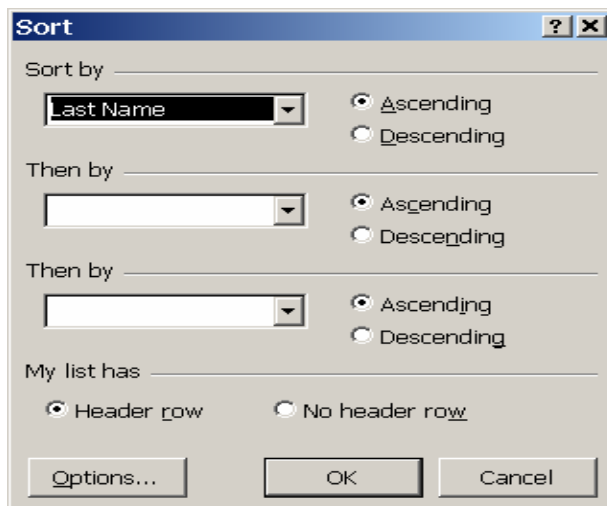 Sort
Sort by
Last Name
Ascending
Descending
Then by
Ascending
Descending
Then by
Ascending
Descending
My list has
Header row No header row
Options... OK Cancel